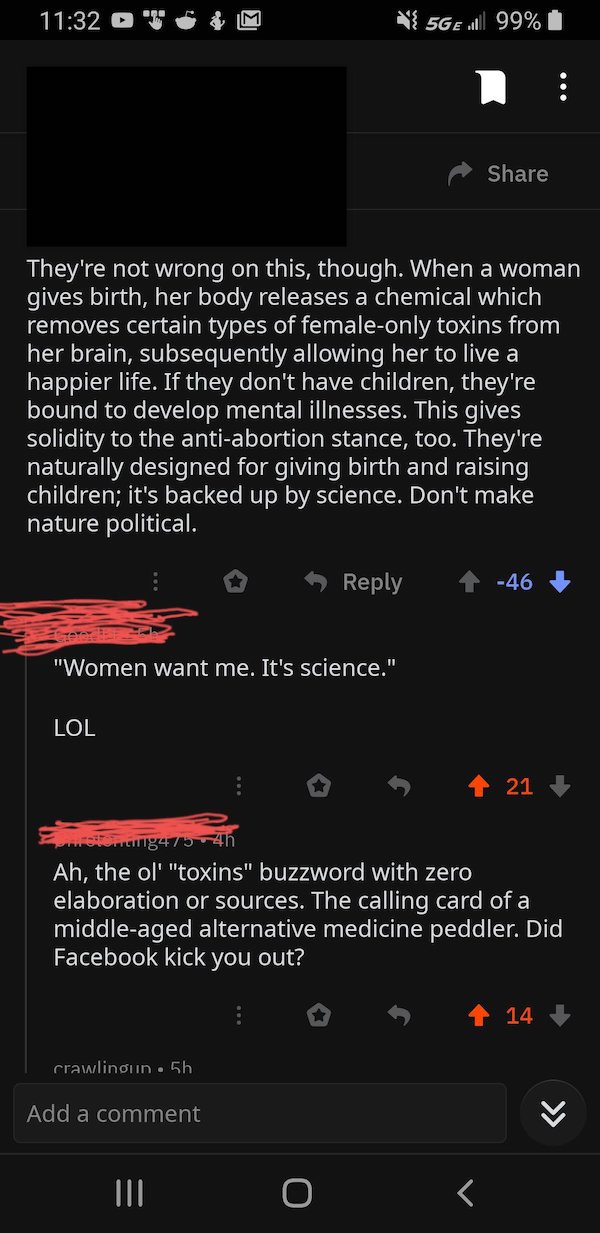 11:32 5GE 99%
Share
They're not wrong on this, though. When a woman
gives birth, her body releases a chemical which
removes certain types of female-only toxins from
her brain, subsequently allowing her to live a
happier life. If they don't have children, they're
bound to develop mental illnesses. This gives
solidity to the anti-abortion stance, too. They're
naturally designed for giving birth and raising
children; it's backed up by science. Don't make
nature political.
Reply -46
"Women want me. It's science."
LOL
21
4h
Ah, the ol' "toxins" buzzword with zero
elaboration or sources. The calling card of a
middle-aged alternative medicine peddler. Did
Facebook kick you out?
14
crawlingup • 5h
Add a comment